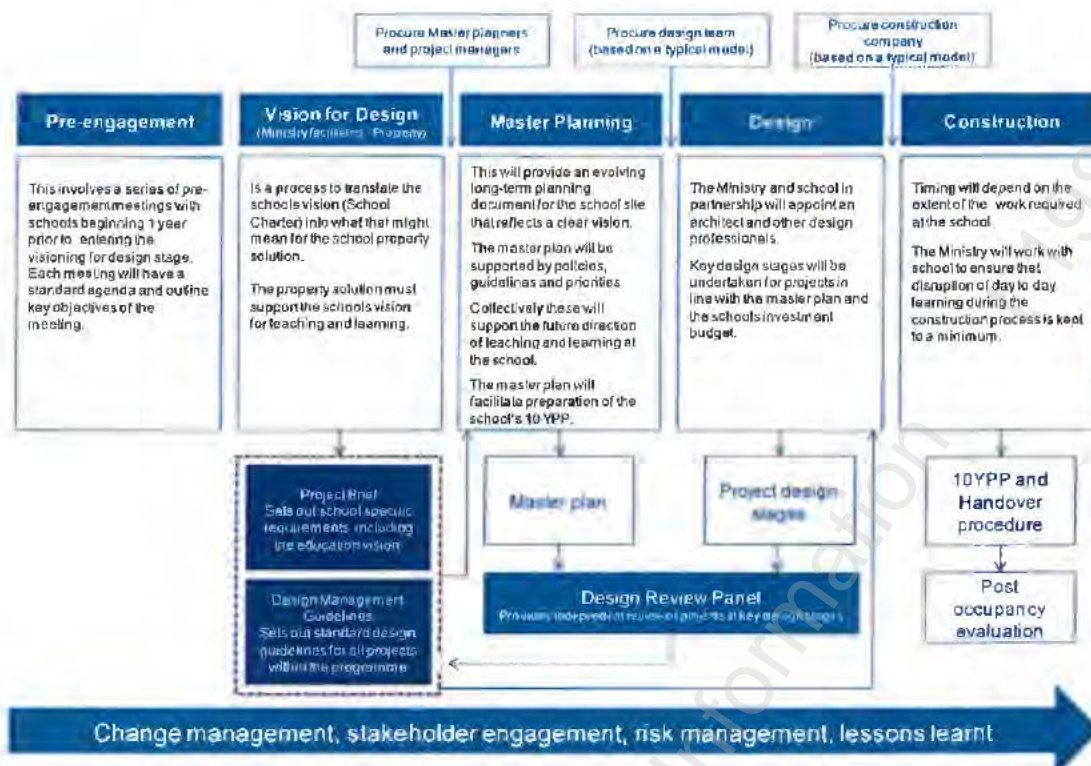 Procure Master planners
and project managers
Procure design team
(based on a typical model)
Procure construction
company
(based on a typical model)
Pre-engagement
Vision for Design
(Ministry facilitated Property)
Master Planning
Design
Construction
This involves a series of pre-
engagement meetings with
schools beginning 1 year
prior to entering the
visioning for design stage.
Each meeting will have a
standard agenda and outline
key objectives of the
meeting.
Is a process to translate the
schools vision (School
Charter) into what that might
mean for the school property
solution.
The property solution must
support the schools vision
for teaching and learning.
This will provide an evolving
long-term planning
document for the school site
that reflects a clear vision.
The master plan will be
supported by policies,
guidelines and priorities
Collectively these will
support the future direction
of teaching and learning at
the school.
The master plan will
facilitate preparation of the
school's 10 YPP.
The Ministry and school in
partnership will appoint an
architect and other design
professionals.
Key design stages will be
undertaken for projects in
line with the master plan and
the schools investment
budget.
Timing will depend on the
extent of the work required
at the school
The Ministry will work with
school to ensure that
disruption of day to day
learning during the
construction process is kept
to a minimum.
Project Brief
Sets out school specific
requirements including
the education vision
Design Management
Guidelines
Sets out standard design
guidelines for all projects
within the programme
Master plan
Project design
stages
Design Review Panel
Provides independent review of projects at key design stages
10YPP and
Handover
procedure
Post
occupancy
evaluation
Change management, stakeholder engagement, risk management, lessons learnt
Information